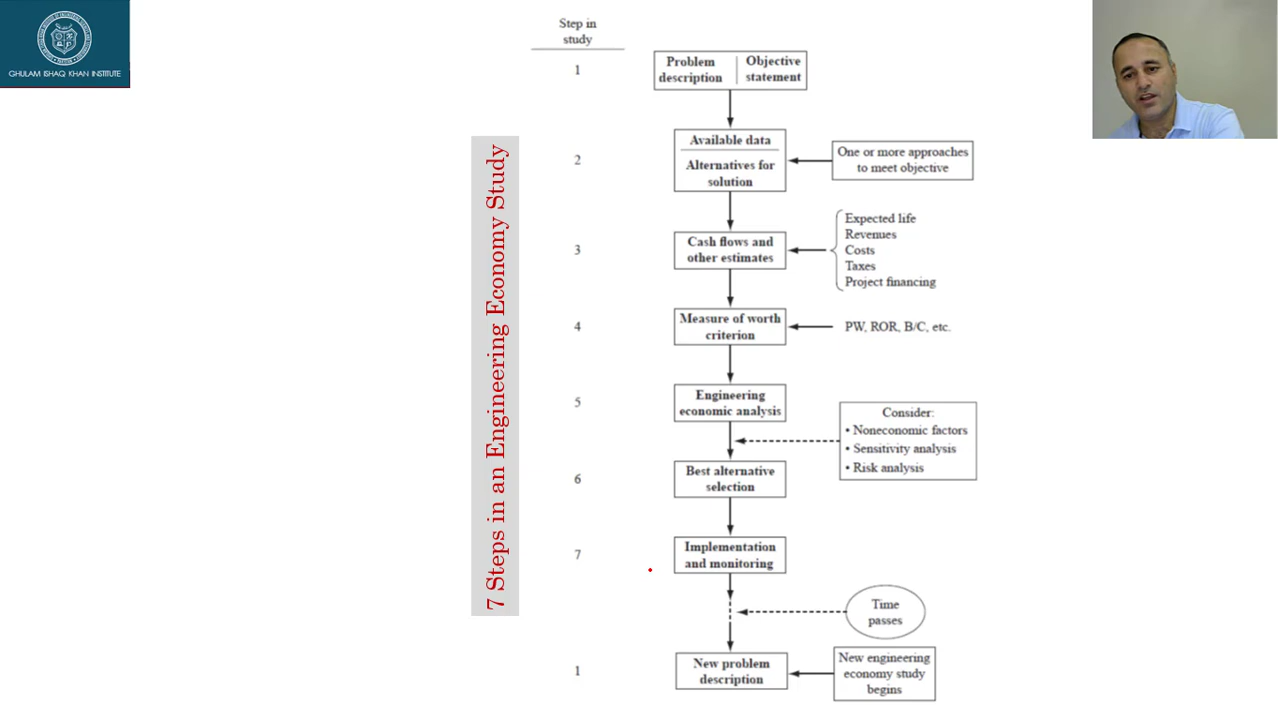 GHULAM ISHAQ KHAN INSTITUTE
7 Steps in an Engineering Economy Study
Step in
study
1
Problem
description
Objective
statement
2
Available data
Alternatives for
solution
One or more approaches
to meet objective
3
Cash flows and
other estimates
Expected life
Revenues
Costs
Taxes
Project financing
4
Measure of worth
criterion
PW, ROR, B/C, etc.
5
Engineering
economic analysis
Consider:
• Noneconomic factors
• Sensitivity analysis
• Risk analysis
6
Best alternative
selection
7
Implementation
and monitoring
Time
passes
1
New problem
description
New engineering
economy study
begins